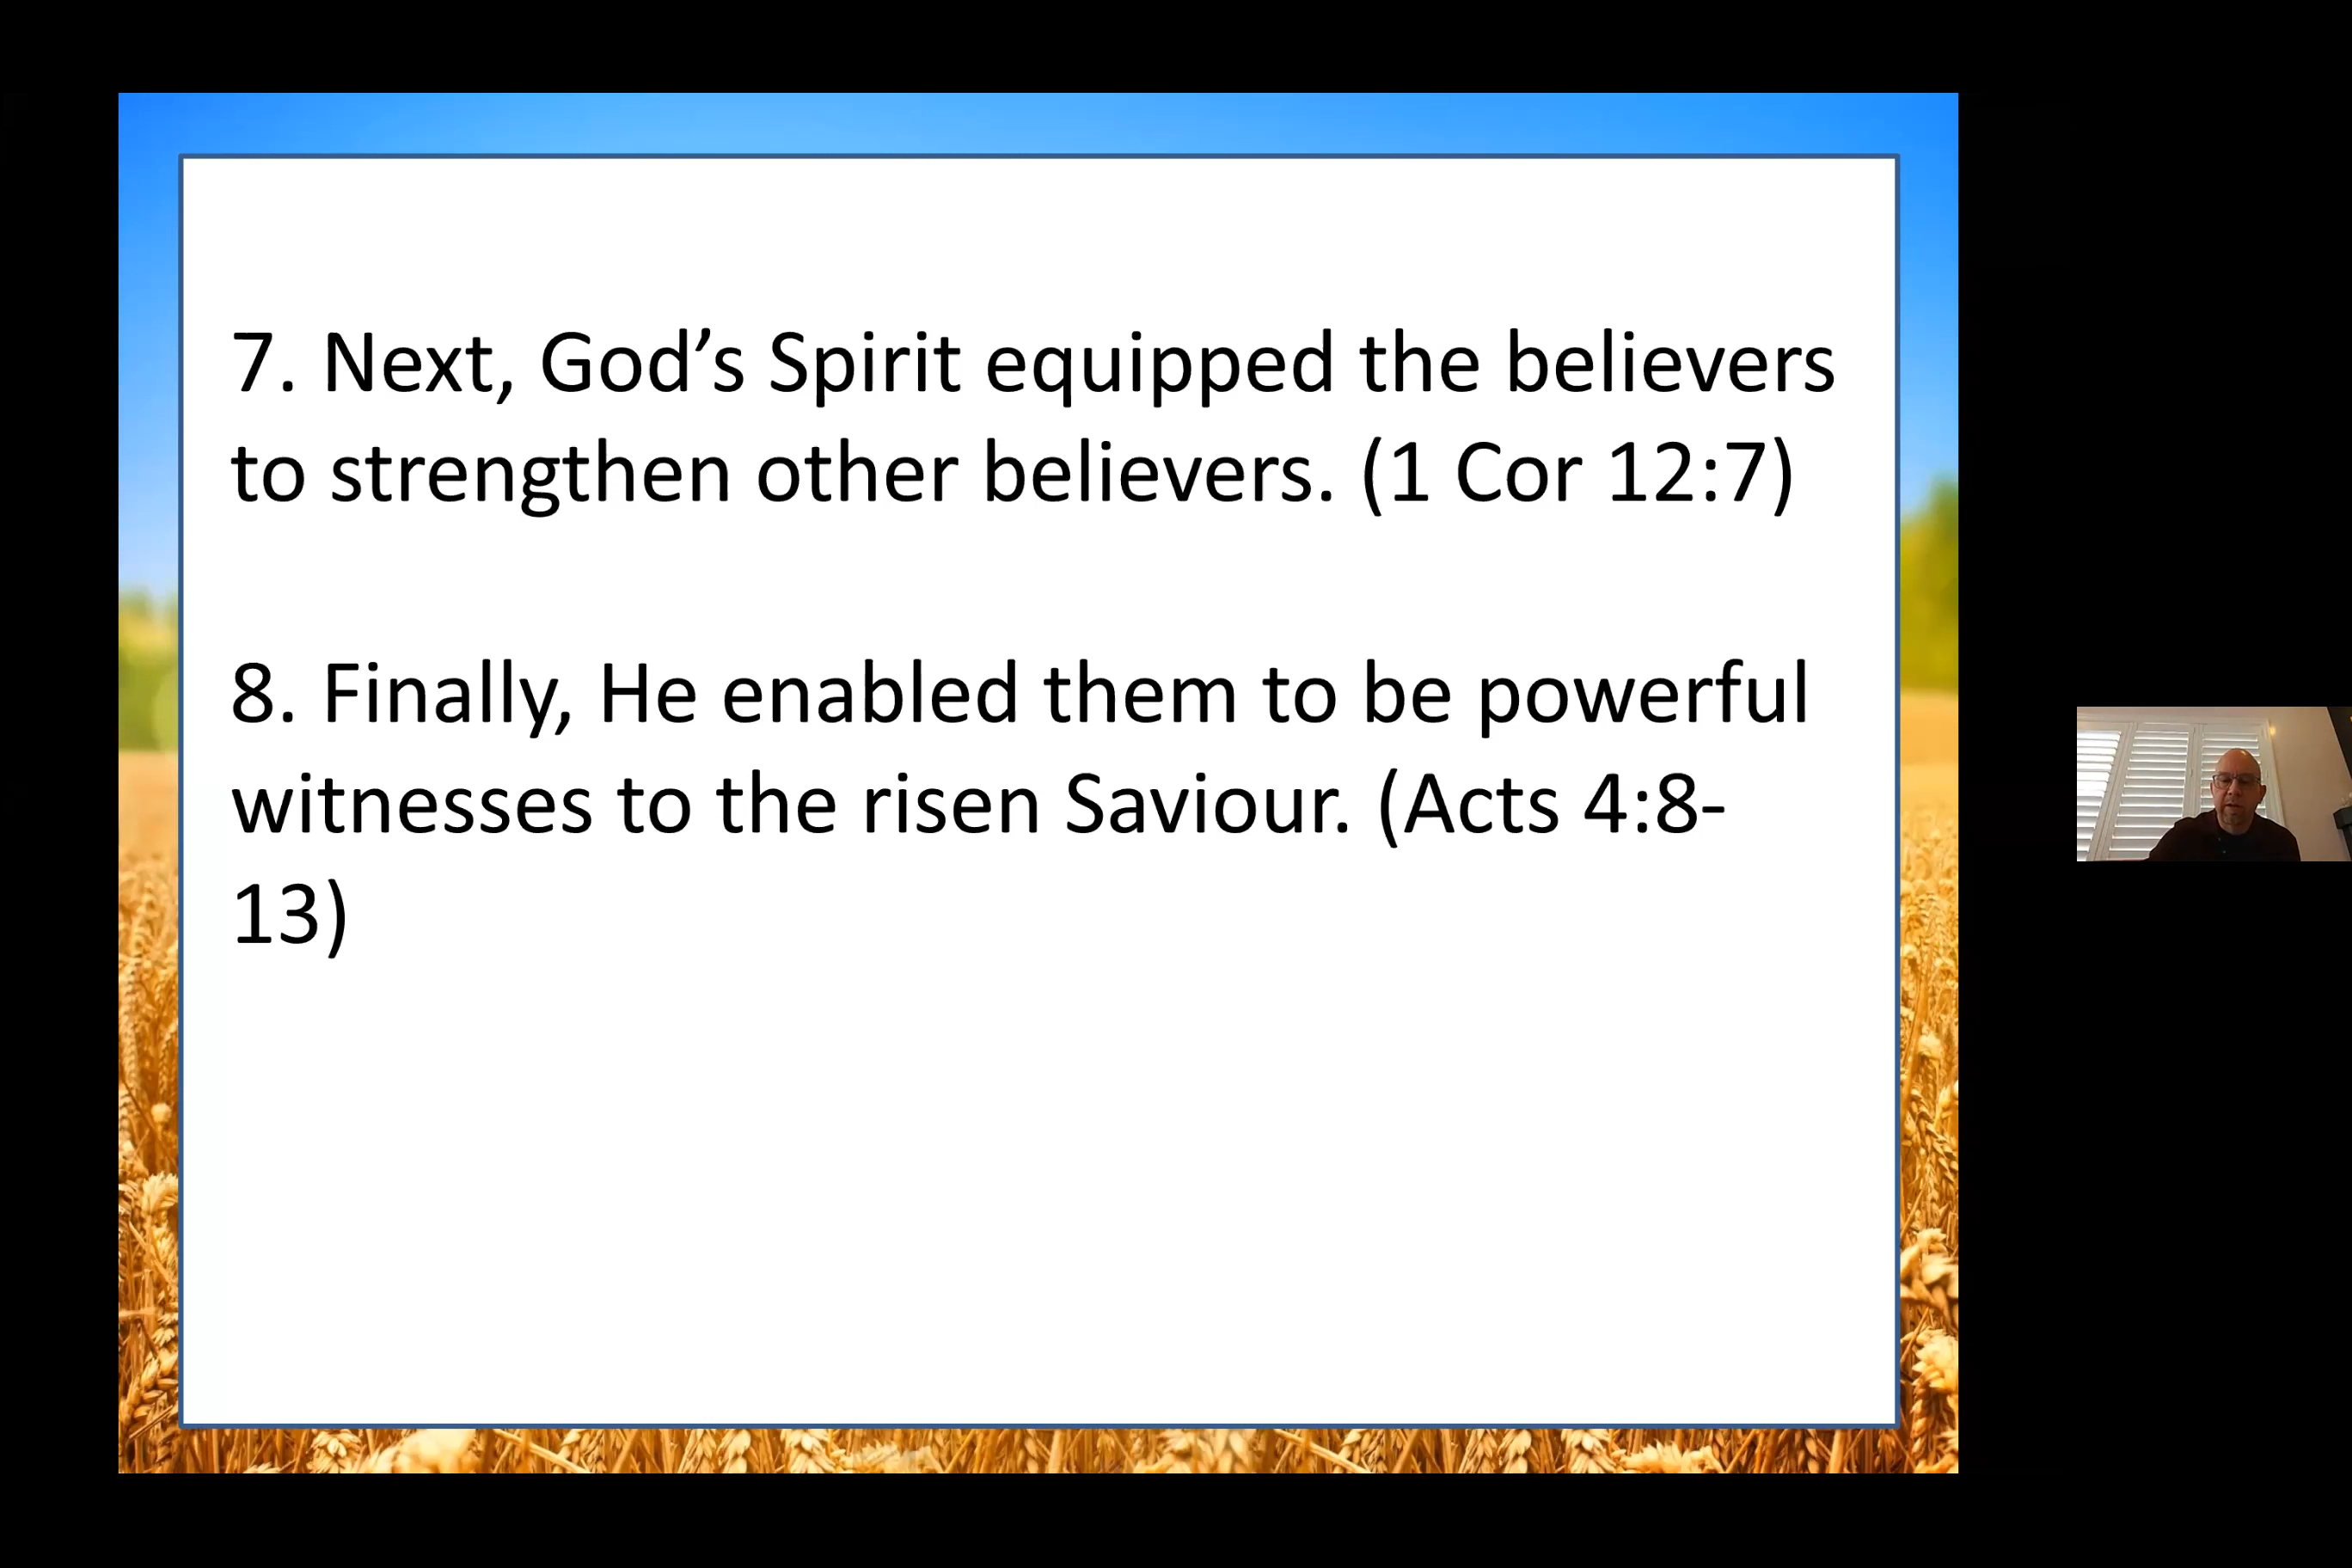 7. Next, God’s Spirit equipped the believers
to strengthen other believers. (1 Cor 12:7)
8. Finally, He enabled them to be powerful
witnesses to the risen Saviour. (Acts 4:8-
13)